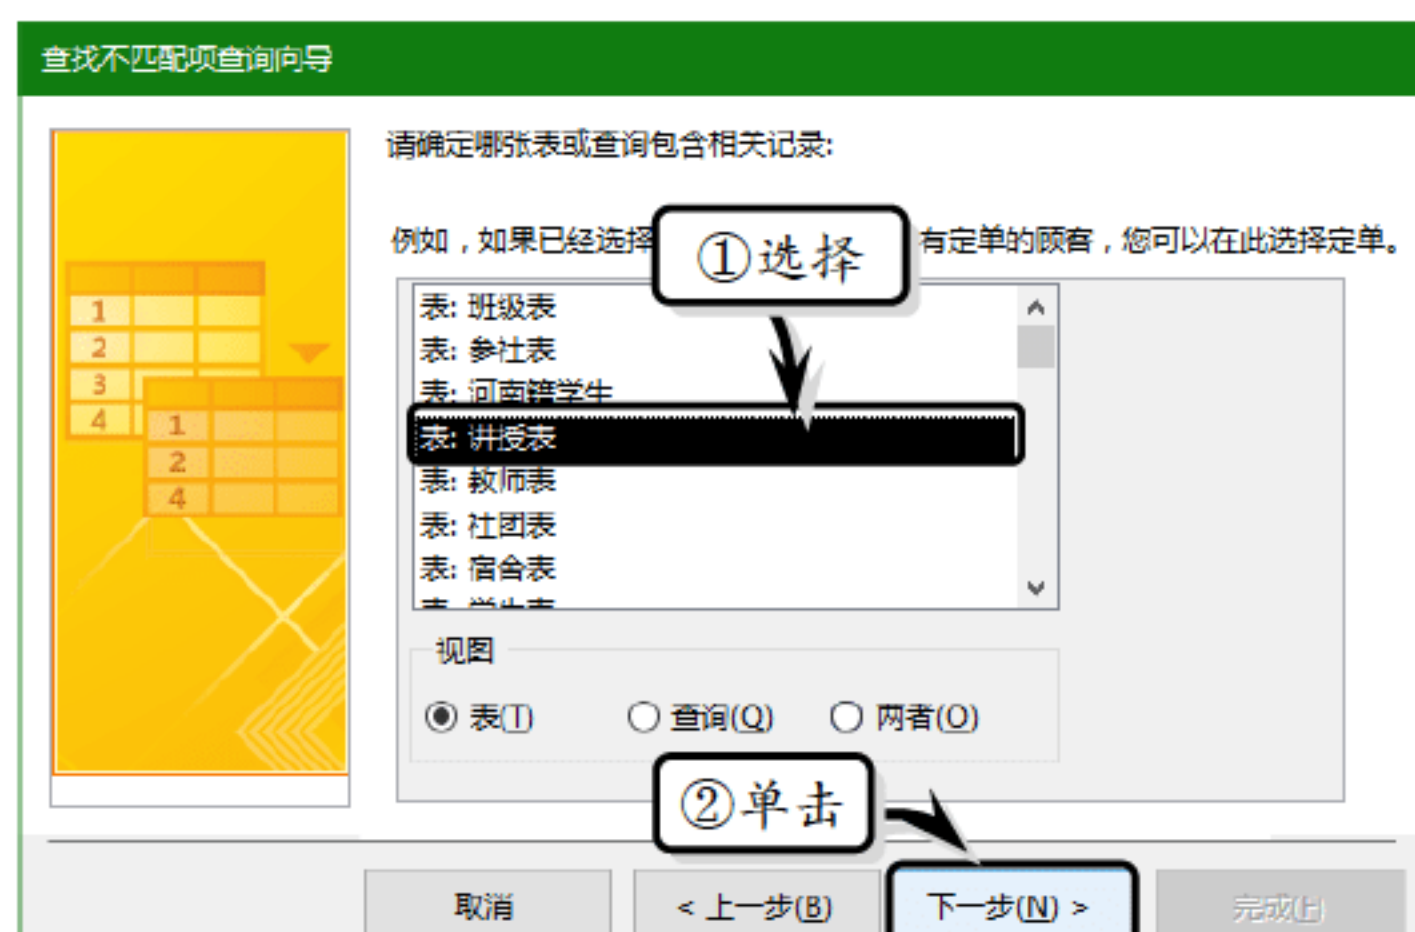 查找不匹配项查询向导
请确定哪张表或查询包含相关记录:
例如，如果已经选择
①选择
有定单的顾客，您可以在此选择定单。
1
2
3
4
1
2
4
表: 班级表
表: 参社表
表: 河南籍学生
表: 讲授表
表: 教师表
表: 社团表
表: 宿舍表
表: 学生表
视图
表(T)
查询(Q)
两者(O)
②单击
取消
< 上一步(B)
下一步(N) >
完成(F)